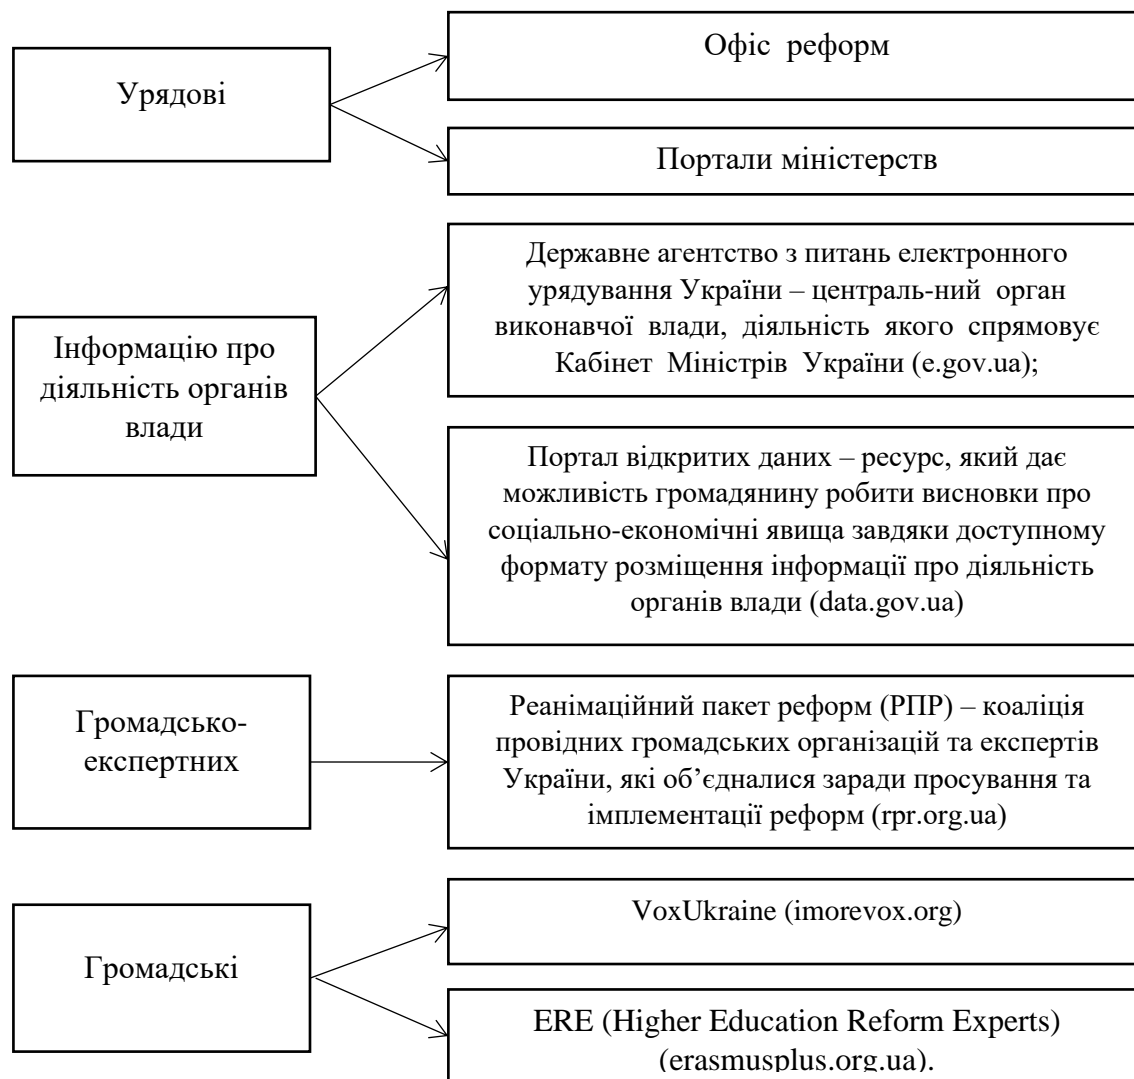 Урядові
Офіс реформ
Портали міністерств
Інформацію про
діяльність органів
влади
Державне агентство з питань електронного
урядування України – централь-ний орган
виконавчої влади, діяльність якого спрямовує
Кабінет Міністрів України (e.gov.ua);
Портал відкритих даних – ресурс, який дає
можливість громадянину робити висновки про
соціально-економічні явища завдяки доступному
формату розміщення інформації про діяльність
органів влади (data.gov.ua)
Громадсько-
експертних
Реанімаційний пакет реформ (РПР) – коаліція
провідних громадських організацій та експертів
України, які об’єдналися заради просування та
імплементації реформ (rpr.org.ua)
Громадські
VoxUkraine (imorevox.org)
ERE (Higher Education Reform Experts)
(erasmusplus.org.ua).